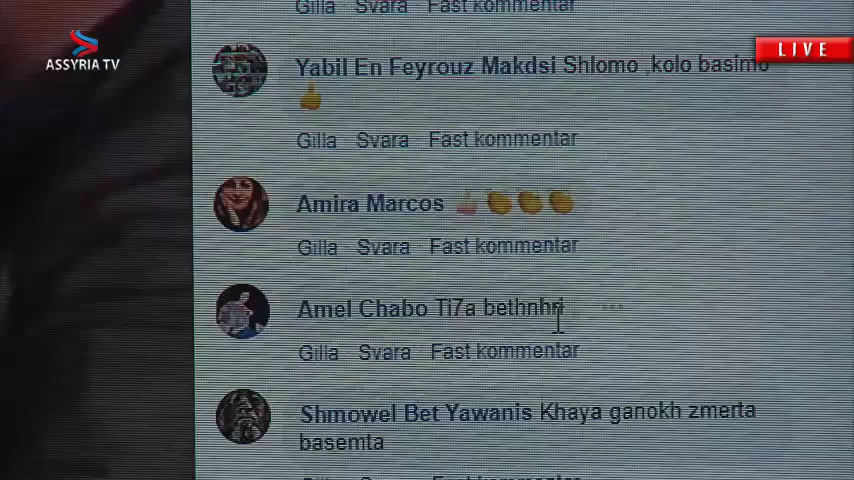 Gilla Svara Fast kommentar
ASSYRIA TV
LIVE
Yabil En Feyrouz Makdsi Shlomo ,kolo basimo
👍
Gilla · Svara · Fast kommentar
Amira Marcos 👍👏👏👏
Gilla · Svara · Fast kommentar
Amel Chabo Ti7a bethnhri ...
Gilla · Svara · Fast kommentar
Shmowel Bet Yawanis Khaya ganokh zmerta
basemta